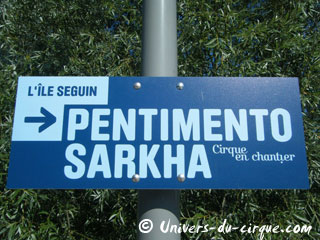 L'ÎLE SEGUIN
PENTIMENTO
SARKHA Cirque
en chantier
© Univers-du-cirque.com